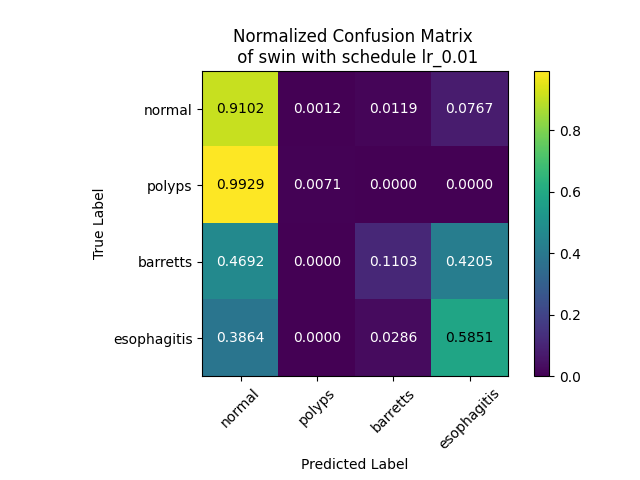 Normalized Confusion Matrix
of swin with schedule lr_0.01
True Label
normal 0.9102 0.0012 0.0119 0.0767
polyps 0.9929 0.0071 0.0000 0.0000
barretts 0.4692 0.0000 0.1103 0.4205
esophagitis 0.3864 0.0000 0.0286 0.5851
normal polyps barretts esophagitis
Predicted Label
0.8
0.6
0.4
0.2
0.0